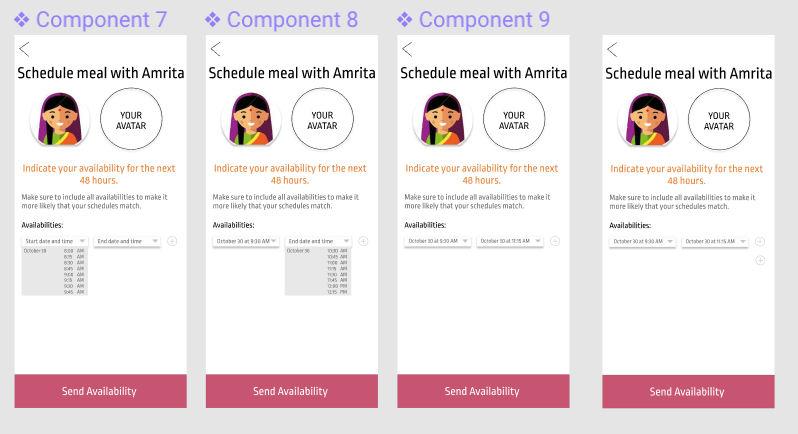 Component 7
Schedule meal with Amrita
YOUR
AVATAR
Indicate your availability for the next
48 hours.
Make sure to include all availabilities to make it
more likely that your schedules match.
Availabilities:
Start date and time
End date and time
October 30 8:00 AM
8:15 AM
8:30 AM
8:45 AM
9:00 AM
9:15 AM
9:30 AM
9:45 AM
Send Availability
Component 8
Schedule meal with Amrita
YOUR
AVATAR
Indicate your availability for the next
48 hours.
Make sure to include all availabilities to make it
more likely that your schedules match.
Availabilities:
October 30 at 9:30 AM
End date and time
October 30 10:30 AM
10:45 AM
11:00 AM
11:15 AM
11:30 AM
11:45 AM
12:00 PM
12:15 PM
Send Availability
Component 9
Schedule meal with Amrita
YOUR
AVATAR
Indicate your availability for the next
48 hours.
Make sure to include all availabilities to make it
more likely that your schedules match.
Availabilities:
October 30 at 9:30 AM
October 30 at 11:15 AM
Send Availability
Schedule meal with Amrita
YOUR
AVATAR
Indicate your availability for the next
48 hours.
Make sure to include all availabilities to make it
more likely that your schedules match.
Availabilities:
October 30 at 9:30 AM
October 30 at 11:15 AM
Send Availability